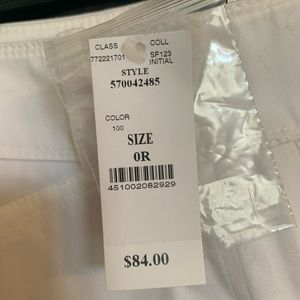 CLASS COLL
772221701 SP123
INITIAL
STYLE
570042485
COLOR
100
SIZE
0R
451002082929
$84.00